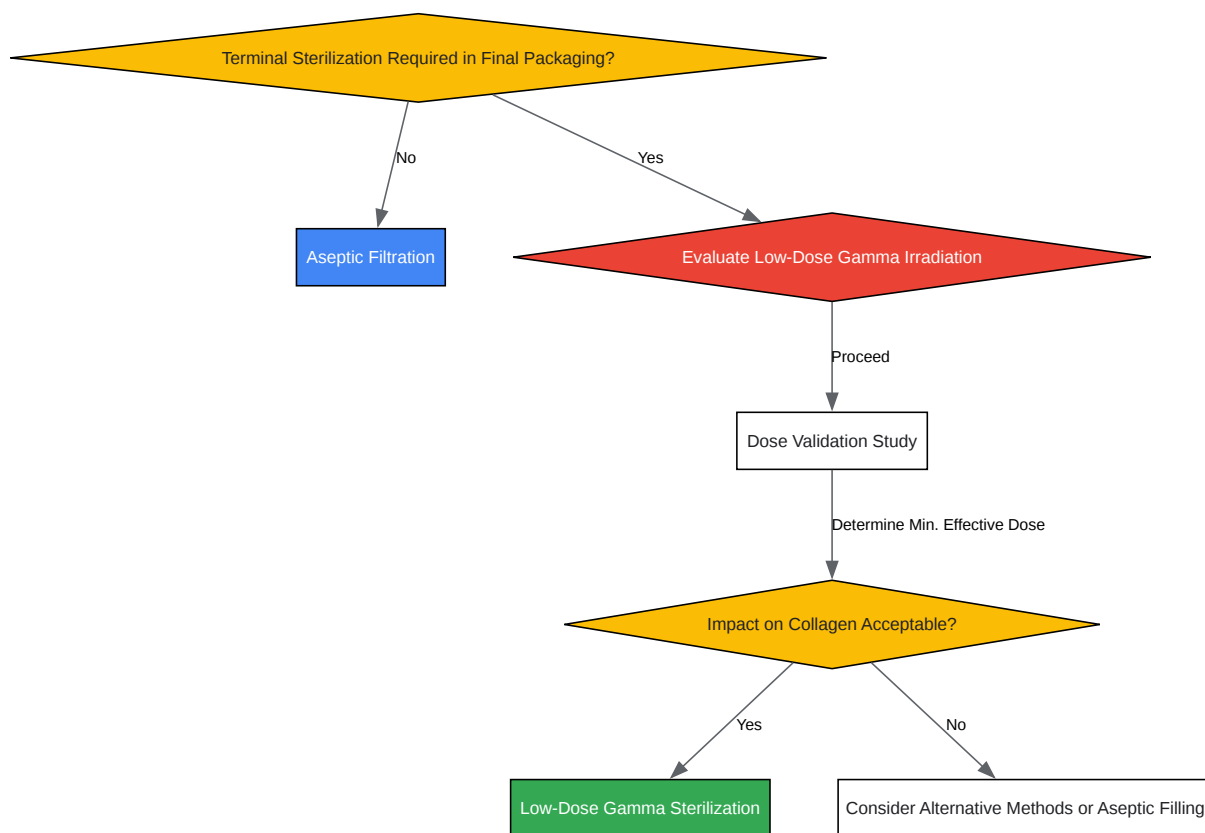 Terminal Sterilization Required in Final Packaging?
No
Yes
Aseptic Filtration
Evaluate Low-Dose Gamma Irradiation
Proceed
Dose Validation Study
Determine Min. Effective Dose
Impact on Collagen Acceptable?
Yes
No
Low-Dose Gamma Sterilization
Consider Alternative Methods or Aseptic Filling